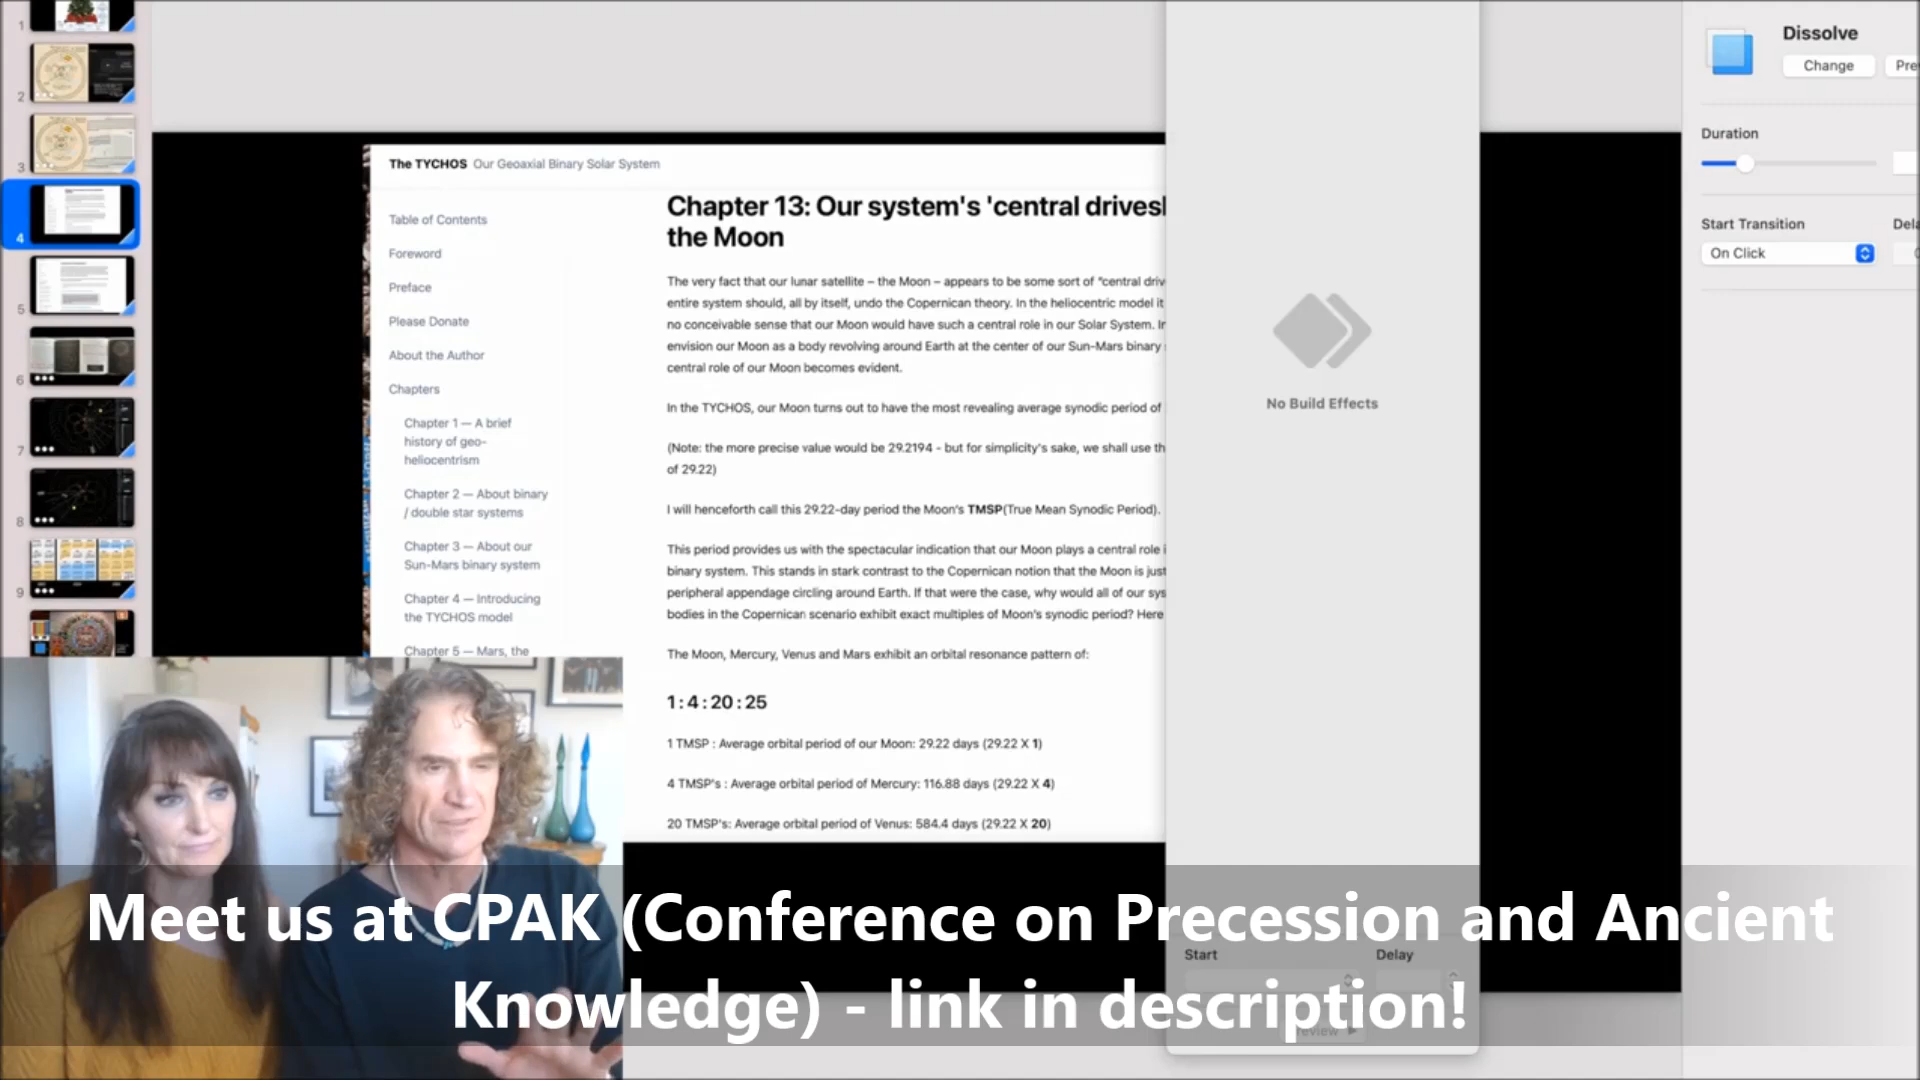 1
2
3
4
5
6
7
8
9
The TYCHOS Our Geoaxial Binary Solar System
Table of Contents
Foreword
Preface
Please Donate
About the Author
Chapters
Chapter 1 — A brief
history of geo-
heliocentrism
Chapter 2 — About binary
/ double star systems
Chapter 3 — About our
Sun-Mars binary system
Chapter 4 — Introducing
the TYCHOS model
Chapter 5 — Mars, the
Chapter 13: Our system's 'central
the Moon
The very fact that our lunar satellite – the Moon – appears to be some sort of "central
entire system should, all by itself, undo the Copernican theory. In the heliocentric model it
no conceivable sense that our Moon would have such a central role in our Solar System.
envision our Moon as a body revolving around Earth at the center of our Sun-Mars binary
central role of our Moon becomes evident.
In the TYCHOS, our Moon turns out to have the most revealing average synodic period of
(Note: the more precise value would be 29.2194 - but for simplicity's sake, we shall use
of 29.22)
I will henceforth call this 29.22-day period the Moon's TMSP(True Mean Synodic Period).
This period provides us with the spectacular indication that our Moon plays a central role
binary system. This stands in stark contrast to the Copernican notion that the Moon is just
peripheral appendage circling around Earth. If that were the case, why would all of our
bodies in the Copernican scenario exhibit exact multiples of Moon's synodic period? Here
The Moon, Mercury, Venus and Mars exhibit an orbital resonance pattern of:
1 : 4 : 20 : 25
1 TMSP : Average orbital period of our Moon: 29.22 days (29.22 X 1)
4 TMSP's : Average orbital period of Mercury: 116.88 days (29.22 X 4)
20 TMSP's: Average orbital period of Venus: 584.4 days (29.22 X 20)
No Build Effects
Start Delay
Dissolve
Change
Duration
Start Transition
On Click
Meet us at CPAK (Conference on Precession and Ancient
Knowledge) - link in description!